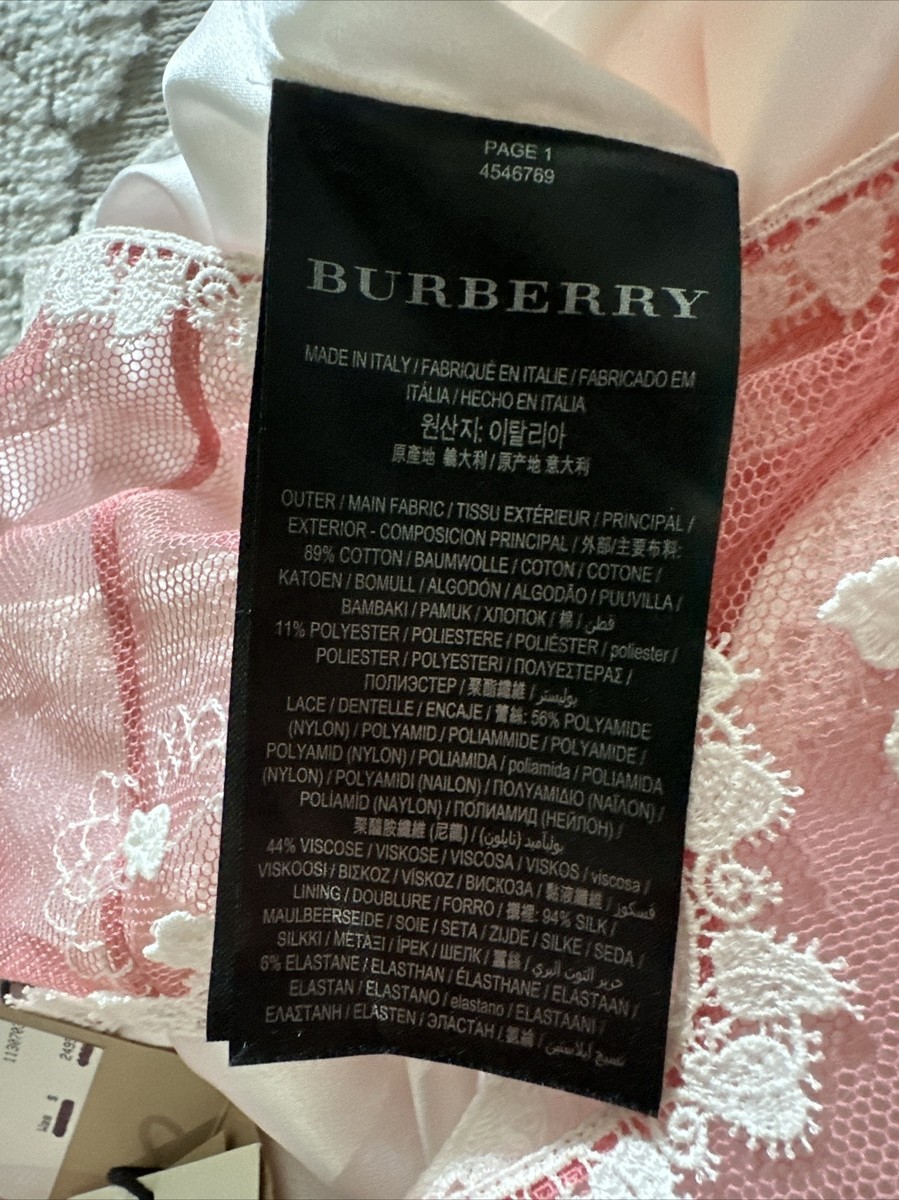 PAGE 1
4546769
BURBERRY
MADE IN ITALY / FABRIQUÉ EN ITALIE / FABRICADO EM
ITÁLIA / HECHO EN ITALIA
원산지: 이탈리아
原產地 義大利 / 原产地 意大利
OUTER / MAIN FABRIC / TISSU EXTÉRIEUR / PRINCIPAL /
EXTERIOR - COMPOSICION PRINCIPAL / 外部/主要布料:
89% COTTON / BAUMWOLLE / COTON / COTONE /
KATOEN / BOMULL / ALGODÓN / ALGODÃO / PUUVILLA /
BAMBAKI / PAMUK / ХЛОПОК / 棉 / قطن
11% POLYESTER / POLIESTERE / POLIÉSTER / poliester /
POLIESTER / POLYESTERI / ΠΟΛΥΕΣΤΕΡΑΣ /
ПОЛИЭСТЕР / 聚酯纖維 / بوليستر
LACE / DENTELLE / ENCAJE / 蕾絲: 56% POLYAMIDE
(NYLON) / POLYAMID / POLIAMMIDE / POLYAMIDE /
POLYAMID (NYLON) / POLIAMIDA / poliamida / POLIAMIDA
(NYLON) / POLYAMIDI (NAILON) / ΠΟΛΥΑΜΙΔΙΟ (ΝΑΪΛΟΝ) /
POLÍAMÍD (NAYLON) / ПОЛИАМИД (НЕЙЛОН) /
聚醯胺纖維 (尼龍) / بولياميد (نايلون)
44% VISCOSE / VISKOSE / VISCOSA / VISKOS / viscosa /
VISKOOSI / ΒΙΣΚΟΖ / VÍSKOZ / ВИСКОЗА / 黏液纖維 / فسكوز
LINING / DOUBLURE / FORRO / 襯裡: 94% SILK /
MAULBEERSEIDE / SOIE / SETA / ZIJDE / SILKE / SEDA /
SILKKI / ΜΕΤΑΞΙ / ÍPEK / ШЕЛК / 蠶絲 / حرير التوت البري
6% ELASTANE / ELASTHAN / ÉLASTHANE / ELASTAAN /
ELASTAN / ELASTANO / elastano / ELASTAANI /
ΕΛΑΣΤΑΝΗ / ELÁSTEN / ЭЛАСТАН / 氨綸 / نسيج ايلاستين